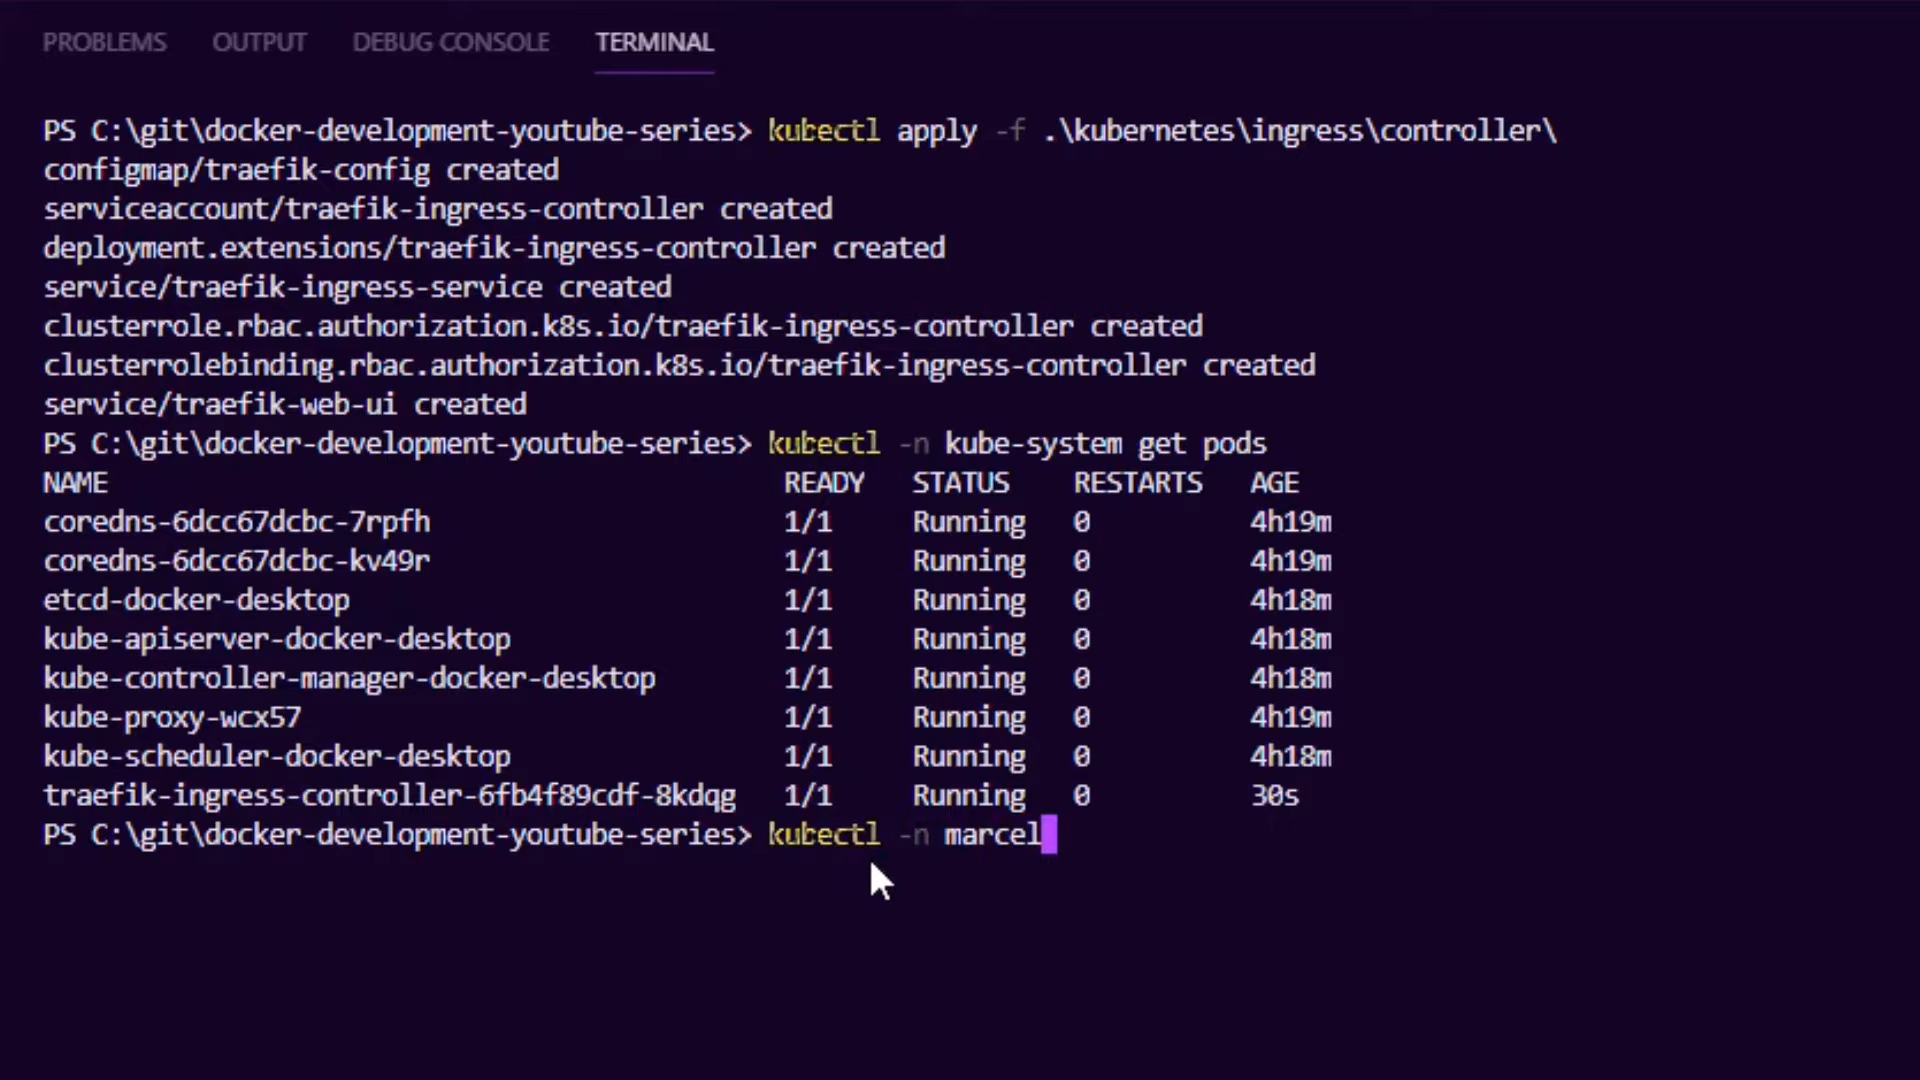 PROBLEMS OUTPUT DEBUG CONSOLE TERMINAL
PS C:\git\docker-development-youtube-series> kubectl apply -f .\kubernetes\ingress\controller\
configmap/traefik-config created
serviceaccount/traefik-ingress-controller created
deployment.extensions/traefik-ingress-controller created
service/traefik-ingress-service created
clusterrole.rbac.authorization.k8s.io/traefik-ingress-controller created
clusterrolebinding.rbac.authorization.k8s.io/traefik-ingress-controller created
service/traefik-web-ui created
PS C:\git\docker-development-youtube-series> kubectl -n kube-system get pods
NAME READY STATUS RESTARTS AGE
coredns-6dcc67dcbc-7rpfh 1/1 Running 0 4h19m
coredns-6dcc67dcbc-kv49r 1/1 Running 0 4h19m
etcd-docker-desktop 1/1 Running 0 4h18m
kube-apiserver-docker-desktop 1/1 Running 0 4h18m
kube-controller-manager-docker-desktop 1/1 Running 0 4h18m
kube-proxy-wcx57 1/1 Running 0 4h19m
kube-scheduler-docker-desktop 1/1 Running 0 4h18m
traefik-ingress-controller-6fb4f89cdf-8kdqg 1/1 Running 0 30s
PS C:\git\docker-development-youtube-series> kubectl -n marcel